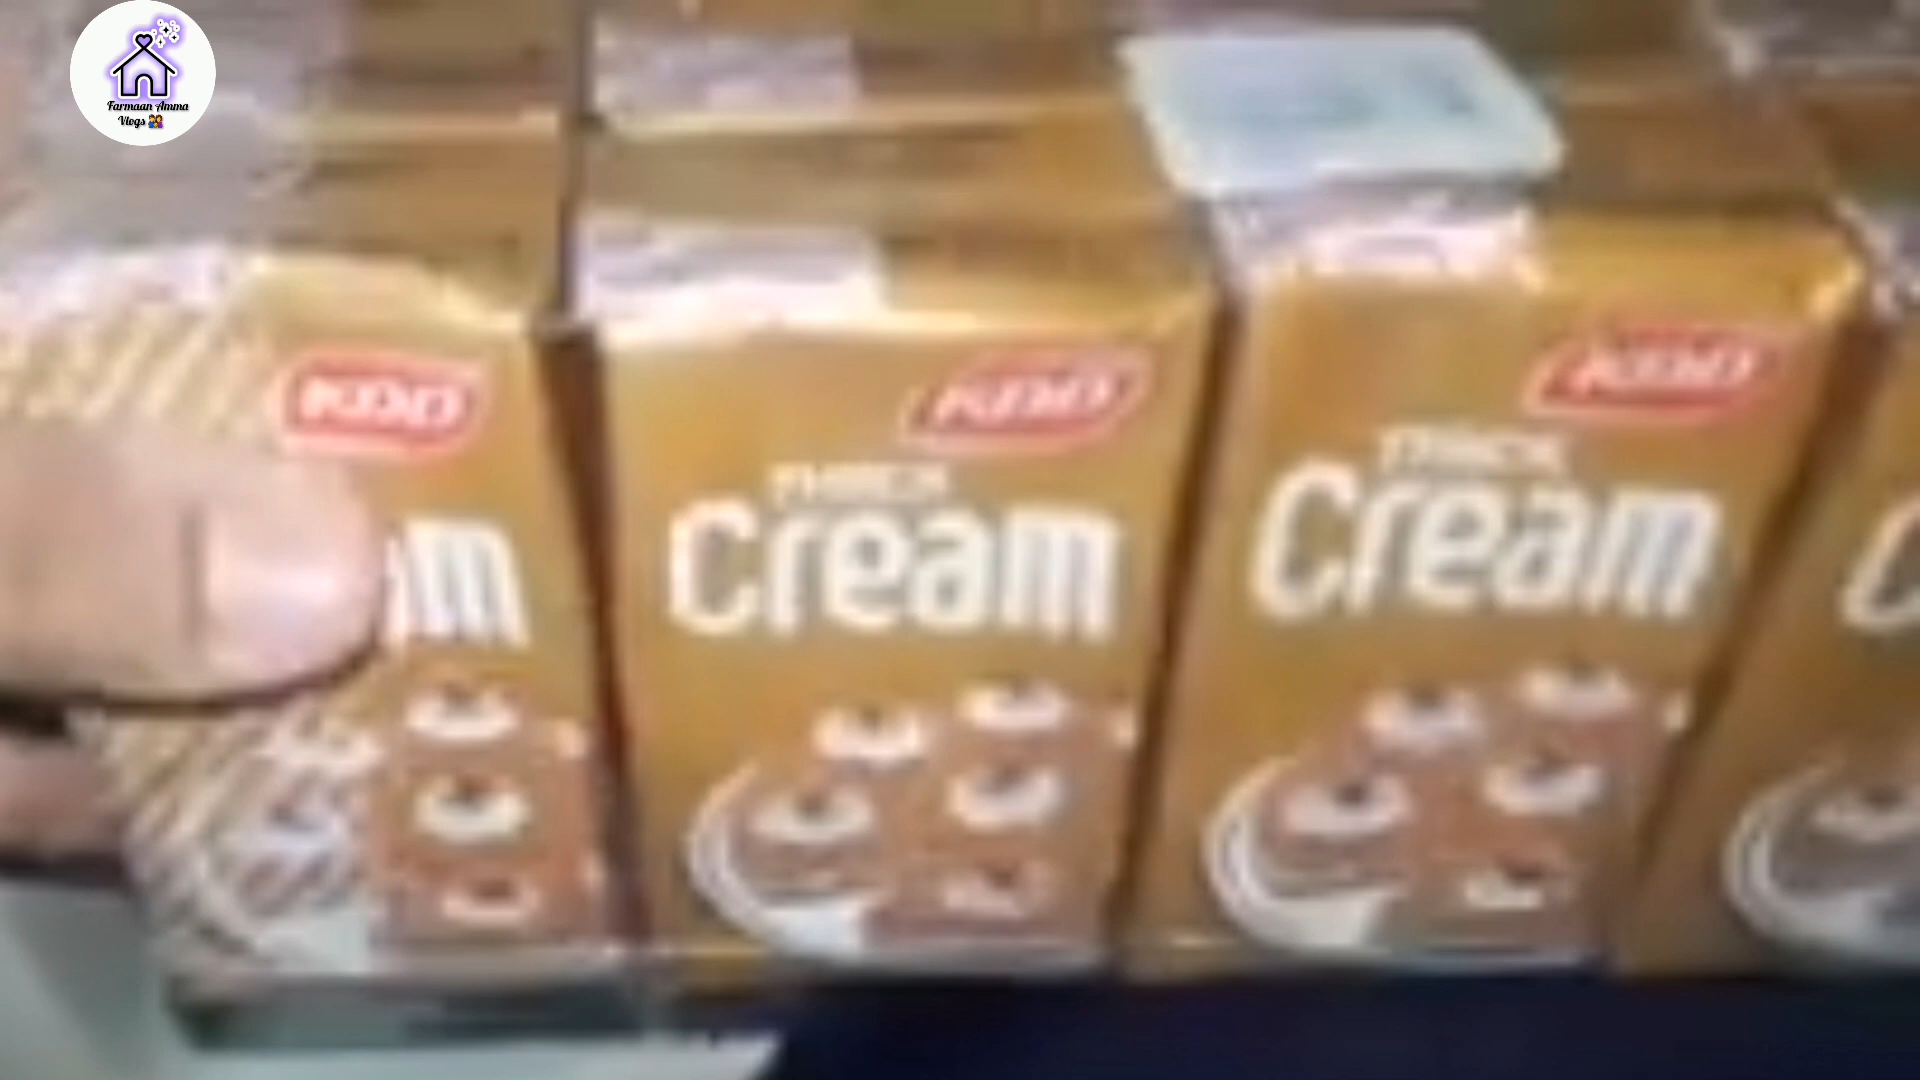 Farmaan Amma
Vlogs
KDD
m
KDD
THICK
Cream
KDD
THICK
Cream
C